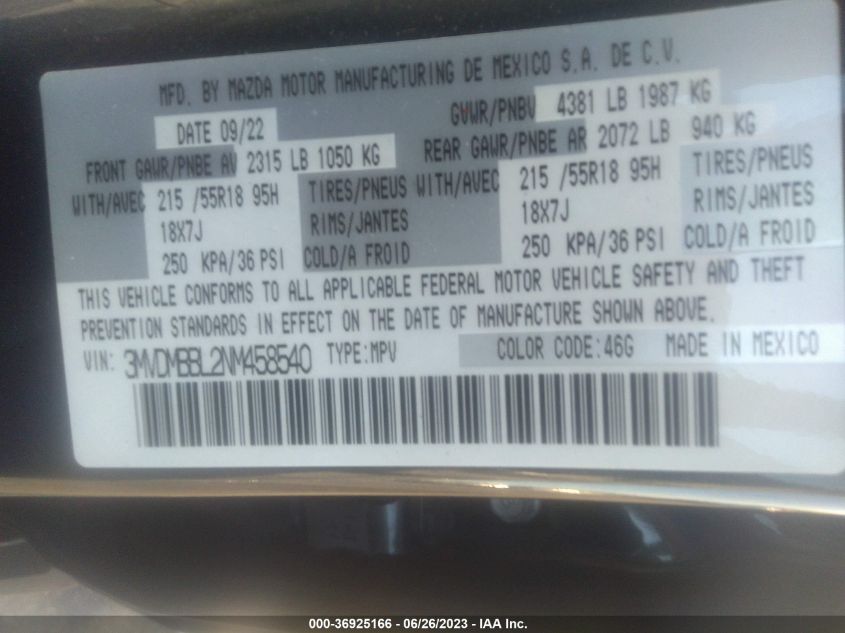 MFD. BY MAZDA MOTOR MANUFACTURING DE MEXICO S.A. DE C.V.
DATE 09/22 GVWR/PNBV 4381 LB 1987 KG
FRONT GAWR/PNBE AV 2315 LB 1050 KG REAR GAWR/PNBE AR 2072 LB 940 KG
WITH/AVEC 215 /55R18 95H TIRES/PNEUS WITH/AVEC 215 /55R18 95H TIRES/PNEUS
18X7J RIMS/JANTES 18X7J RIMS/JANTES
250 KPA/36 PSI COLD/A FROID 250 KPA/36 PSI COLD/A FROID
THIS VEHICLE CONFORMS TO ALL APPLICABLE FEDERAL MOTOR VEHICLE SAFETY AND THEFT
PREVENTION STANDARDS IN EFFECT ON THE DATE OF MANUFACTURE SHOWN ABOVE.
VIN: 3MVDMBBL2NM458540 TYPE:MPV COLOR CODE:46G MADE IN MEXICO
000-36925166 - 06/26/2023 - IAA Inc.